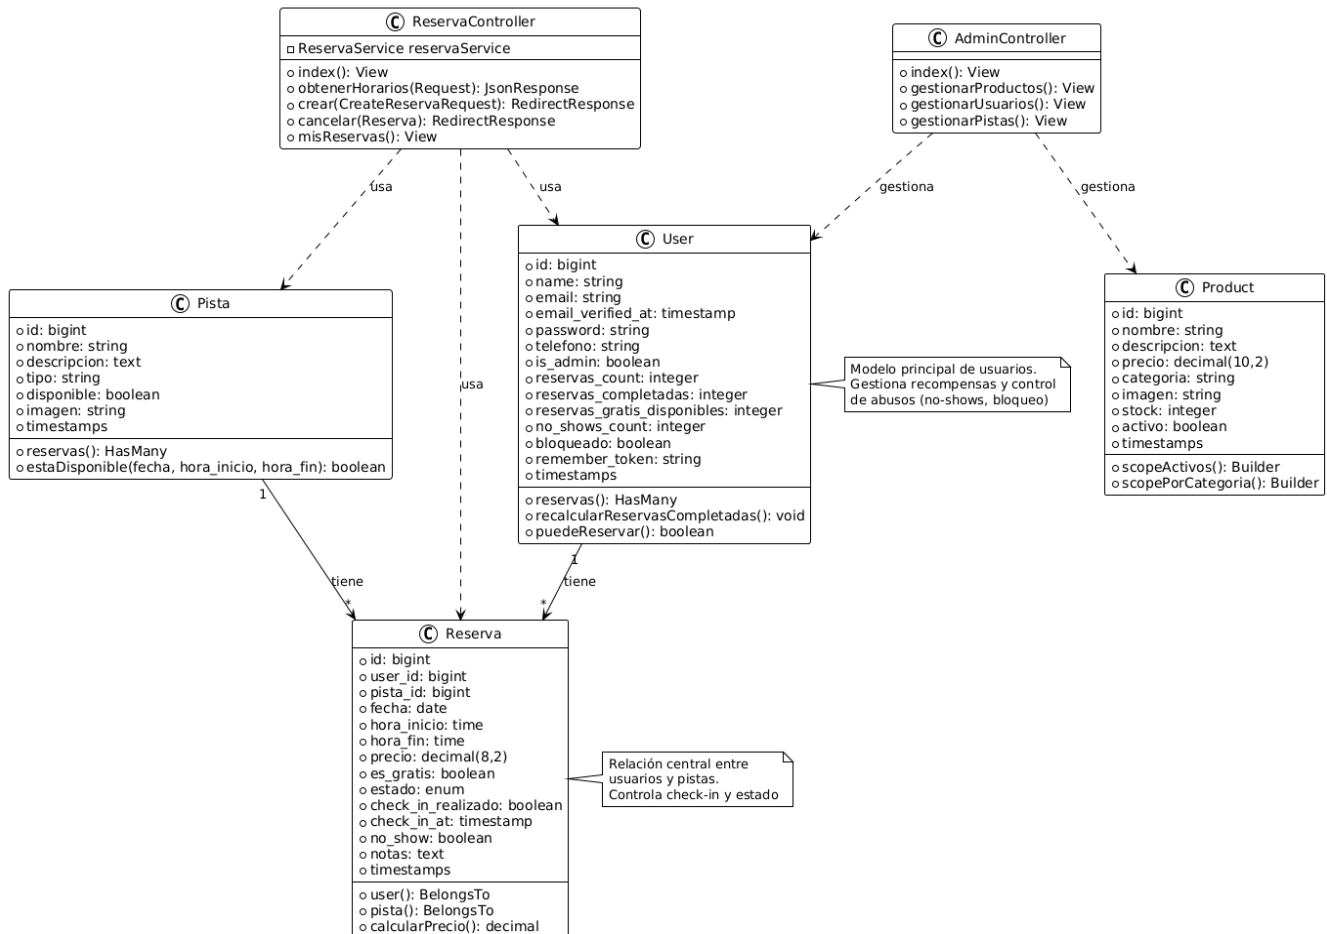 C ReservaController
ReservaService reservaService
index(): View
obtenerHorarios(Request): JsonResponse
crear(CreateReservaRequest): RedirectResponse
cancelar(Reserva): RedirectResponse
misReservas(): View
C AdminController
index(): View
gestionarProductos(): View
gestionarUsuarios(): View
gestionarPistas(): View
usa
usa
gestiona
gestiona
usa
C Pista
id: bigint
nombre: string
descripcion: text
tipo: string
disponible: boolean
imagen: string
timestamps
reservas(): HasMany
estaDisponible(fecha, hora_inicio, hora_fin): boolean
C User
id: bigint
name: string
email: string
email_verified_at: timestamp
password: string
telefono: string
is_admin: boolean
reservas_count: integer
reservas_completadas: integer
reservas_gratis_disponibles: integer
no_shows_count: integer
bloqueado: boolean
remember_token: string
timestamps
reservas(): HasMany
recalcularReservasCompletadas(): void
puedeReservar(): boolean
Modelo principal de usuarios.
Gestiona recompensas y control
de abusos (no-shows, bloqueo)
C Product
id: bigint
nombre: string
descripcion: text
precio: decimal(10,2)
categoria: string
imagen: string
stock: integer
activo: boolean
timestamps
scopeActivos(): Builder
scopePorCategoria(): Builder
1
tiene
*
1
tiene
*
C Reserva
id: bigint
user_id: bigint
pista_id: bigint
fecha: date
hora_inicio: time
hora_fin: time
precio: decimal(8,2)
es_gratis: boolean
estado: enum
check_in_realizado: boolean
check_in_at: timestamp
no_show: boolean
notas: text
timestamps
user(): BelongsTo
pista(): BelongsTo
calcularPrecio(): decimal
Relación central entre
usuarios y pistas.
Controla check-in y estado